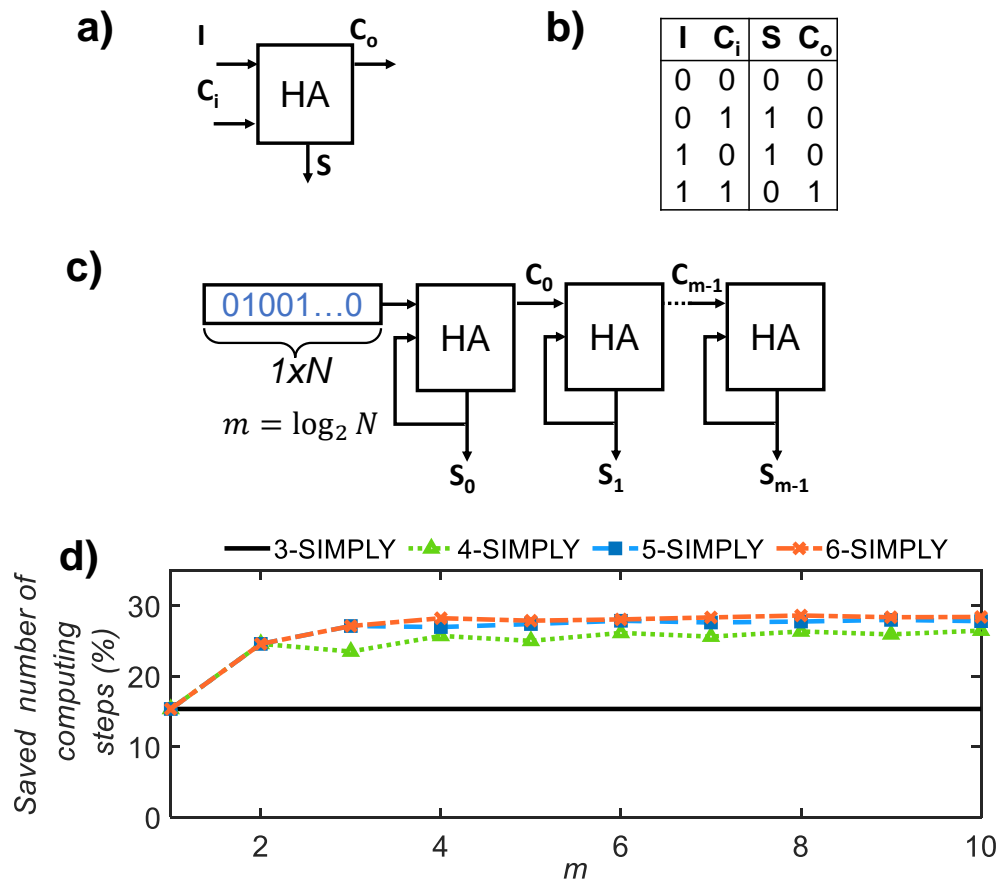 a)
I
Cᵢ
Cₒ
HA
S
b)
I Cᵢ S Cₒ
0 0 0 0
0 1 1 0
1 0 1 0
1 1 0 1
c)
01001...0
1xN
m = log₂ N
HA
C₀
HA
Cₘ₋₁
HA
S₀
S₁
Sₘ₋₁
d)
3-SIMPLY 4-SIMPLY 5-SIMPLY 6-SIMPLY
Saved number of
computing
steps (%)
30
20
10
0
2 4 6 8 10
m